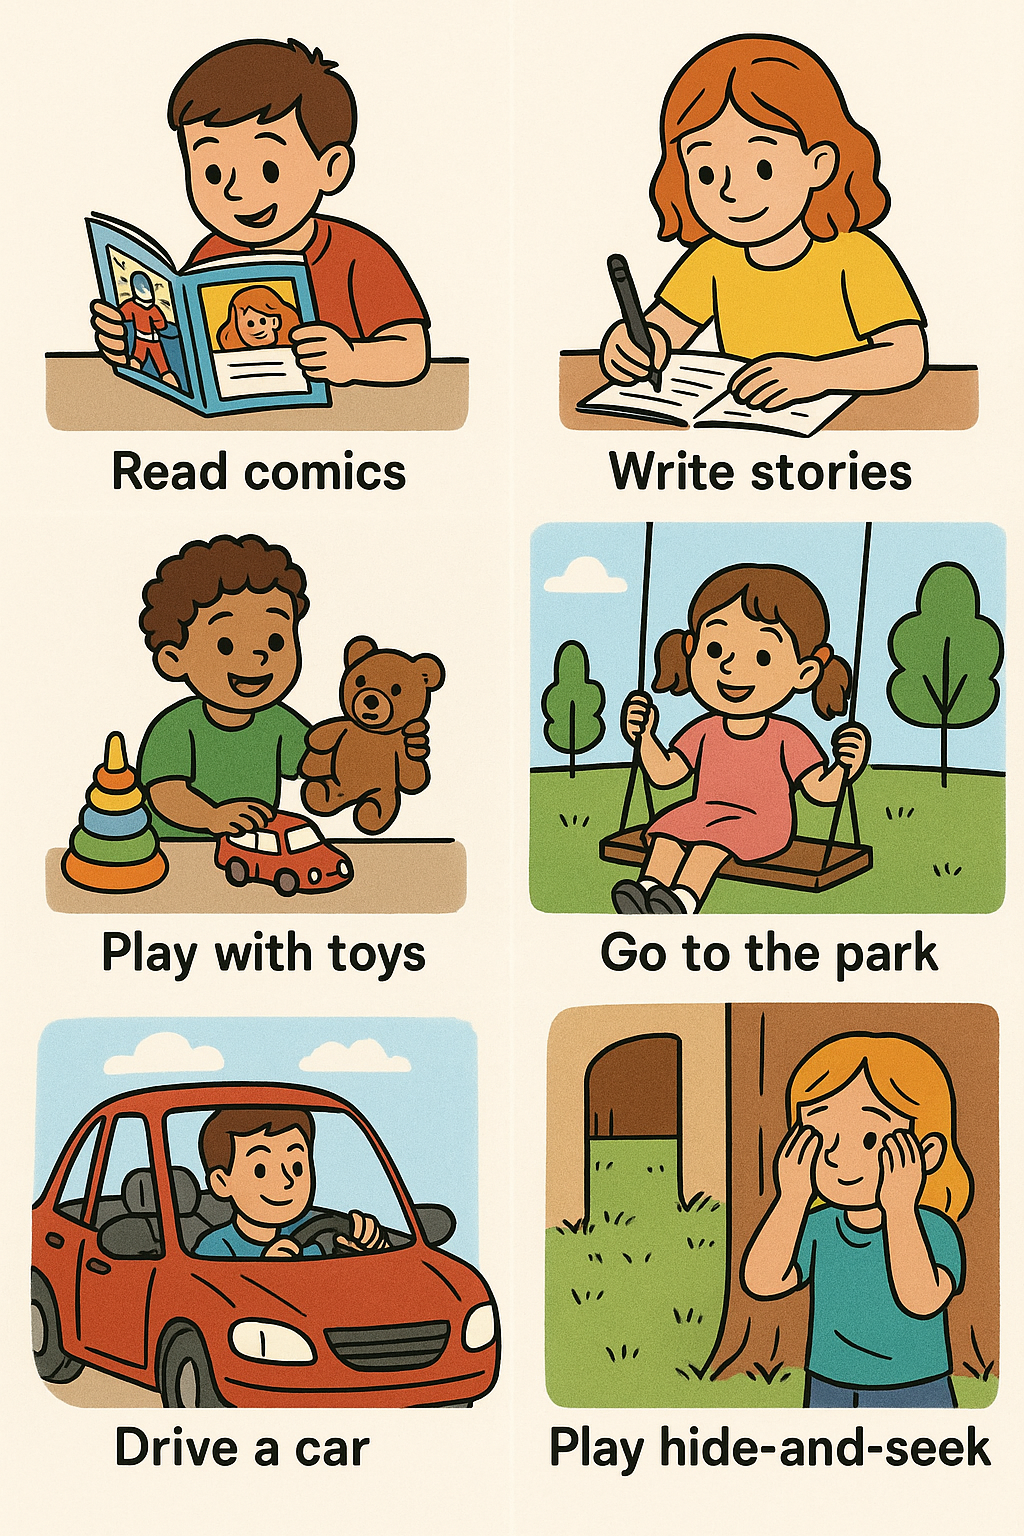 Read comics
Write stories
Play with toys
Go to the park
Drive a car
Play hide-and-seek